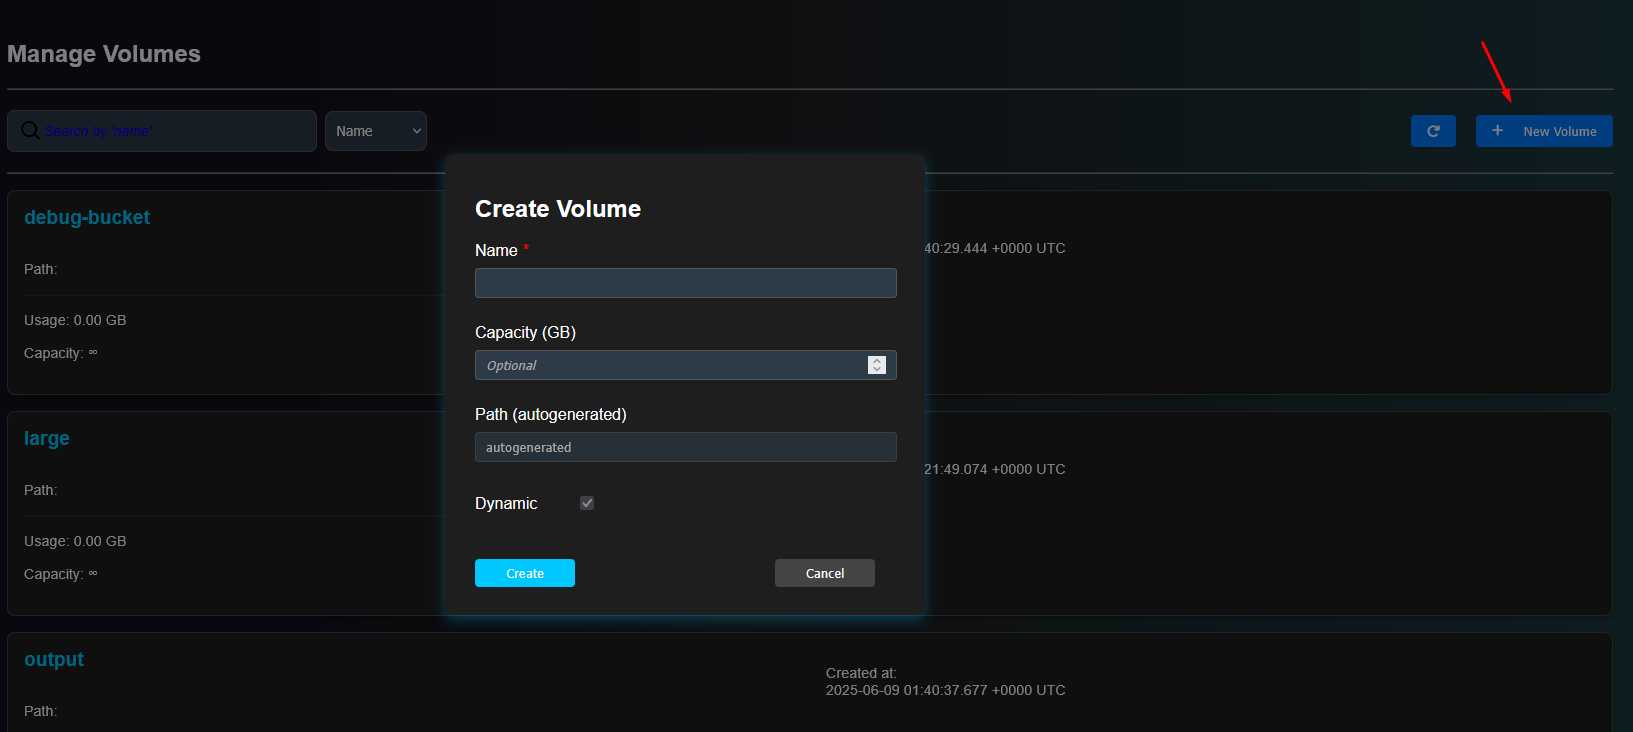 Manage Volumes
Search by 'name'
Name
New Volume
debug-bucket
Path:
40:29.444 +0000 UTC
Usage: 0.00 GB
Capacity: ∞
large
Path:
21:49.074 +0000 UTC
Usage: 0.00 GB
Capacity: ∞
output
Path:
Created at:
2025-06-09 01:40:37.677 +0000 UTC
Create Volume
Name *
Capacity (GB)
Optional
Path (autogenerated)
autogenerated
Dynamic
Create
Cancel